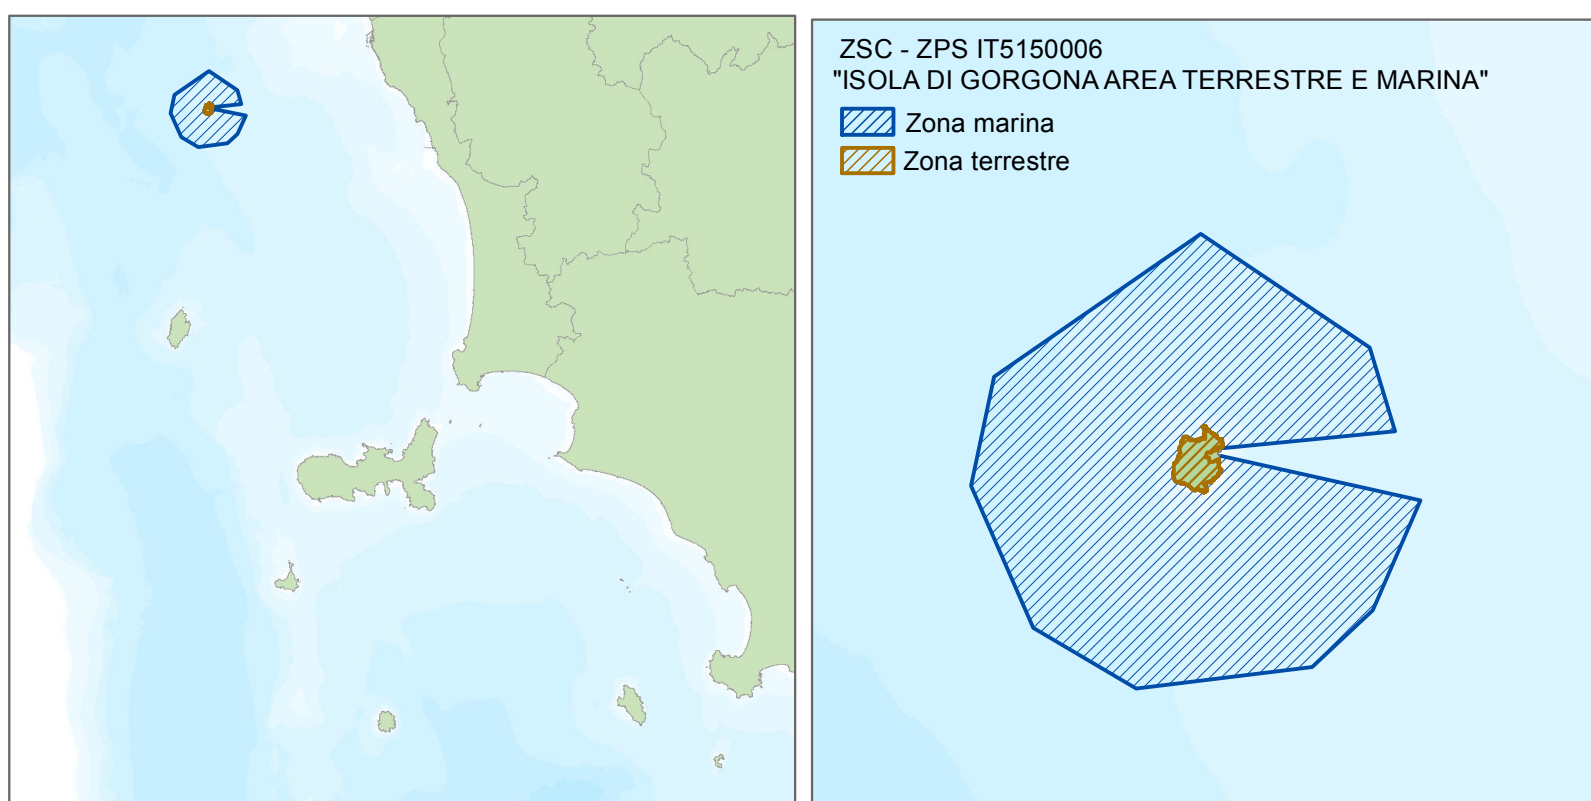 ZSC - ZPS IT5150006
"ISOLA DI GORGONA AREA TERRESTRE E MARINA"
Zona marina
Zona terrestre